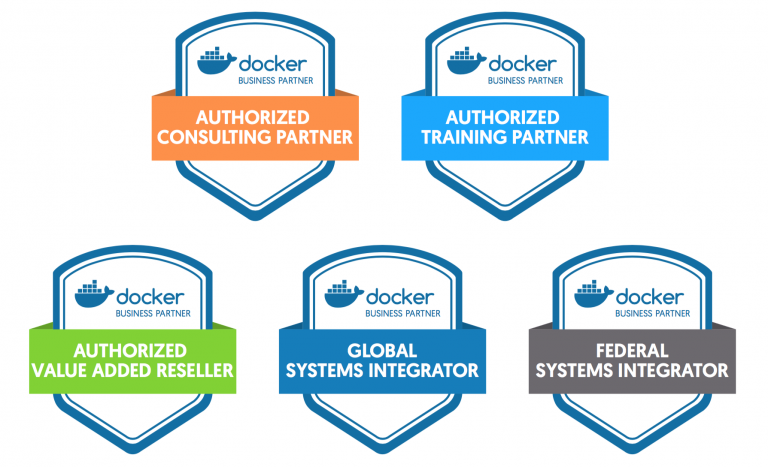 docker
BUSINESS PARTNER
AUTHORIZED
CONSULTING PARTNER
docker
BUSINESS PARTNER
AUTHORIZED
TRAINING PARTNER
docker
BUSINESS PARTNER
AUTHORIZED
VALUE ADDED RESELLER
docker
BUSINESS PARTNER
GLOBAL
SYSTEMS INTEGRATOR
docker
BUSINESS PARTNER
FEDERAL
SYSTEMS INTEGRATOR